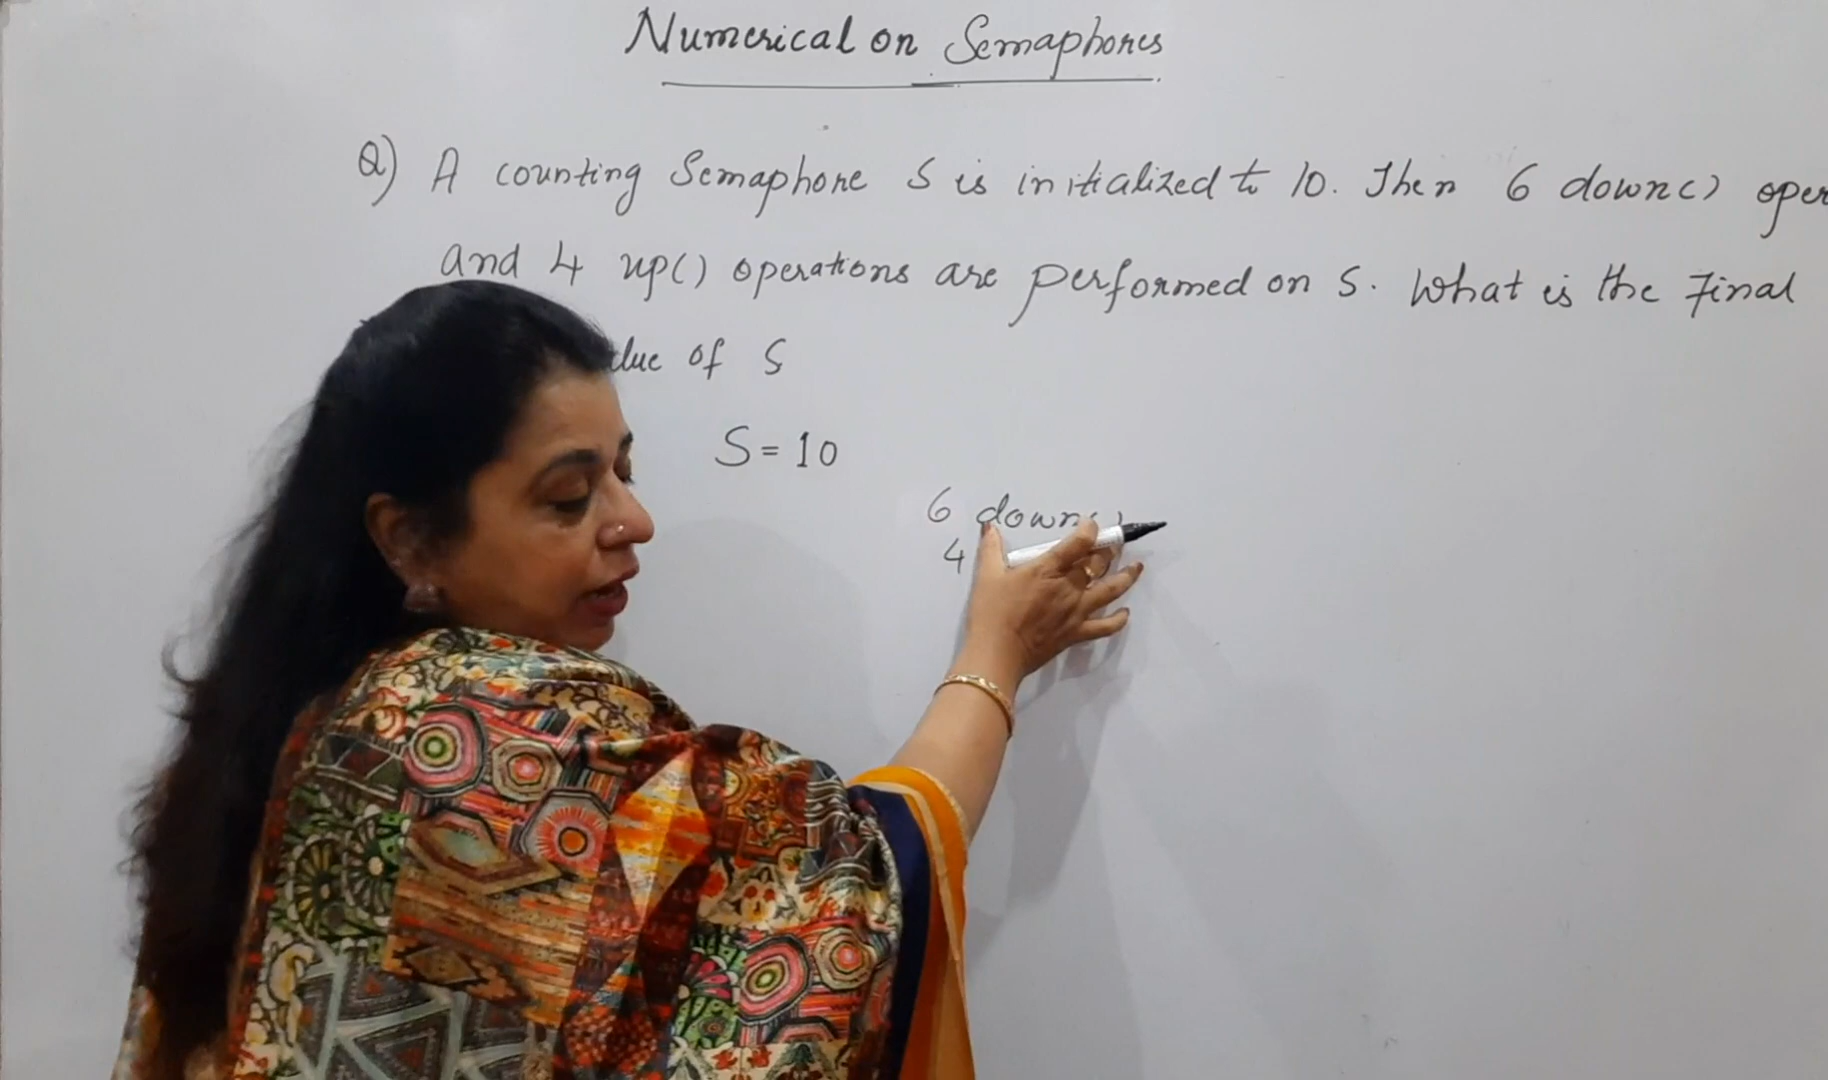 Numerical on Semaphores
Q) A counting Semaphore S is initialized to 10. Then 6 down() oper
and 4 up() operations are performed on S. What is the Final
lue of S
S = 10
6 down()
4